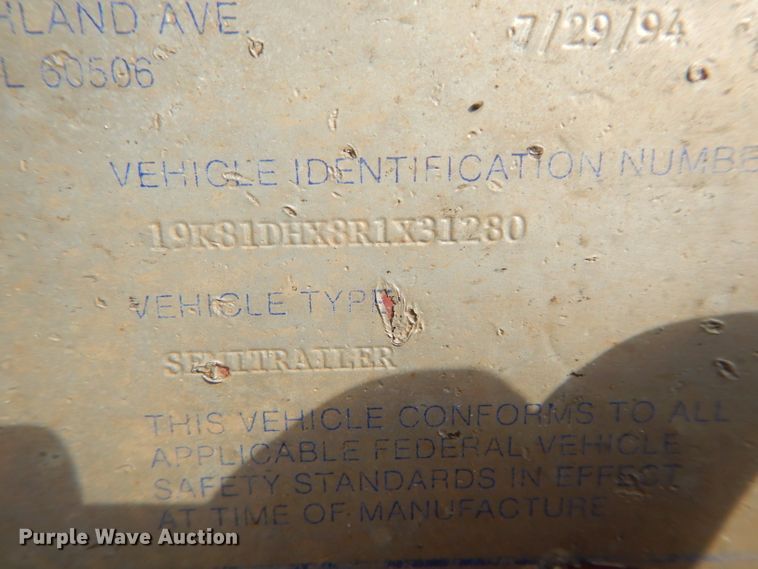 HLAND AVE.
7/29/94
L 60506
VEHICLE IDENTIFICATION NUMBE
19K81DHX8R1X31280
VEHICLE TYPE
SEMITRAILER
THIS VEHICLE CONFORMS TO ALL
APPLICABLE FEDERAL VEHICLE
SAFETY STANDARDS IN EFFECT
AT TIME OF MANUFACTURE
Purple Wave Auction®